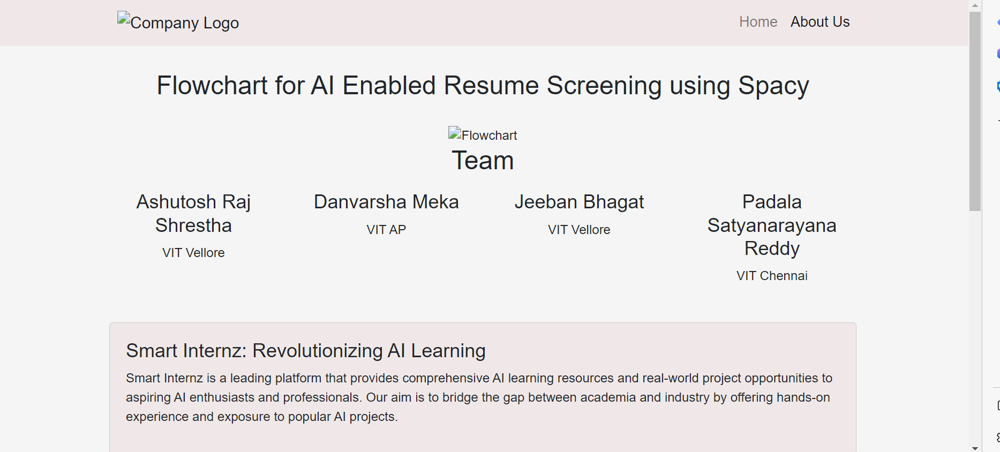 Company Logo
Home About Us
Flowchart for AI Enabled Resume Screening using Spacy
Flowchart
Team
Ashutosh Raj
Shrestha
VIT Vellore
Danvarsha Meka
VIT AP
Jeeban Bhagat
VIT Vellore
Padala
Satyanarayana
Reddy
VIT Chennai
Smart Internz: Revolutionizing AI Learning
Smart Internz is a leading platform that provides comprehensive AI learning resources and real-world project opportunities to
aspiring AI enthusiasts and professionals. Our aim is to bridge the gap between academia and industry by offering hands-on
experience and exposure to popular AI projects.